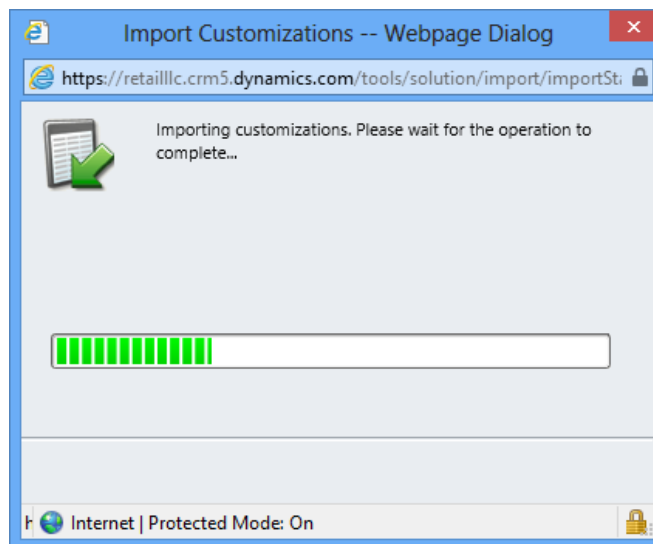 Import Customizations -- Webpage Dialog
https://retailllc.crm5.dynamics.com/tools/solution/import/importSt
Importing customizations. Please wait for the operation to
complete...
Internet | Protected Mode: On